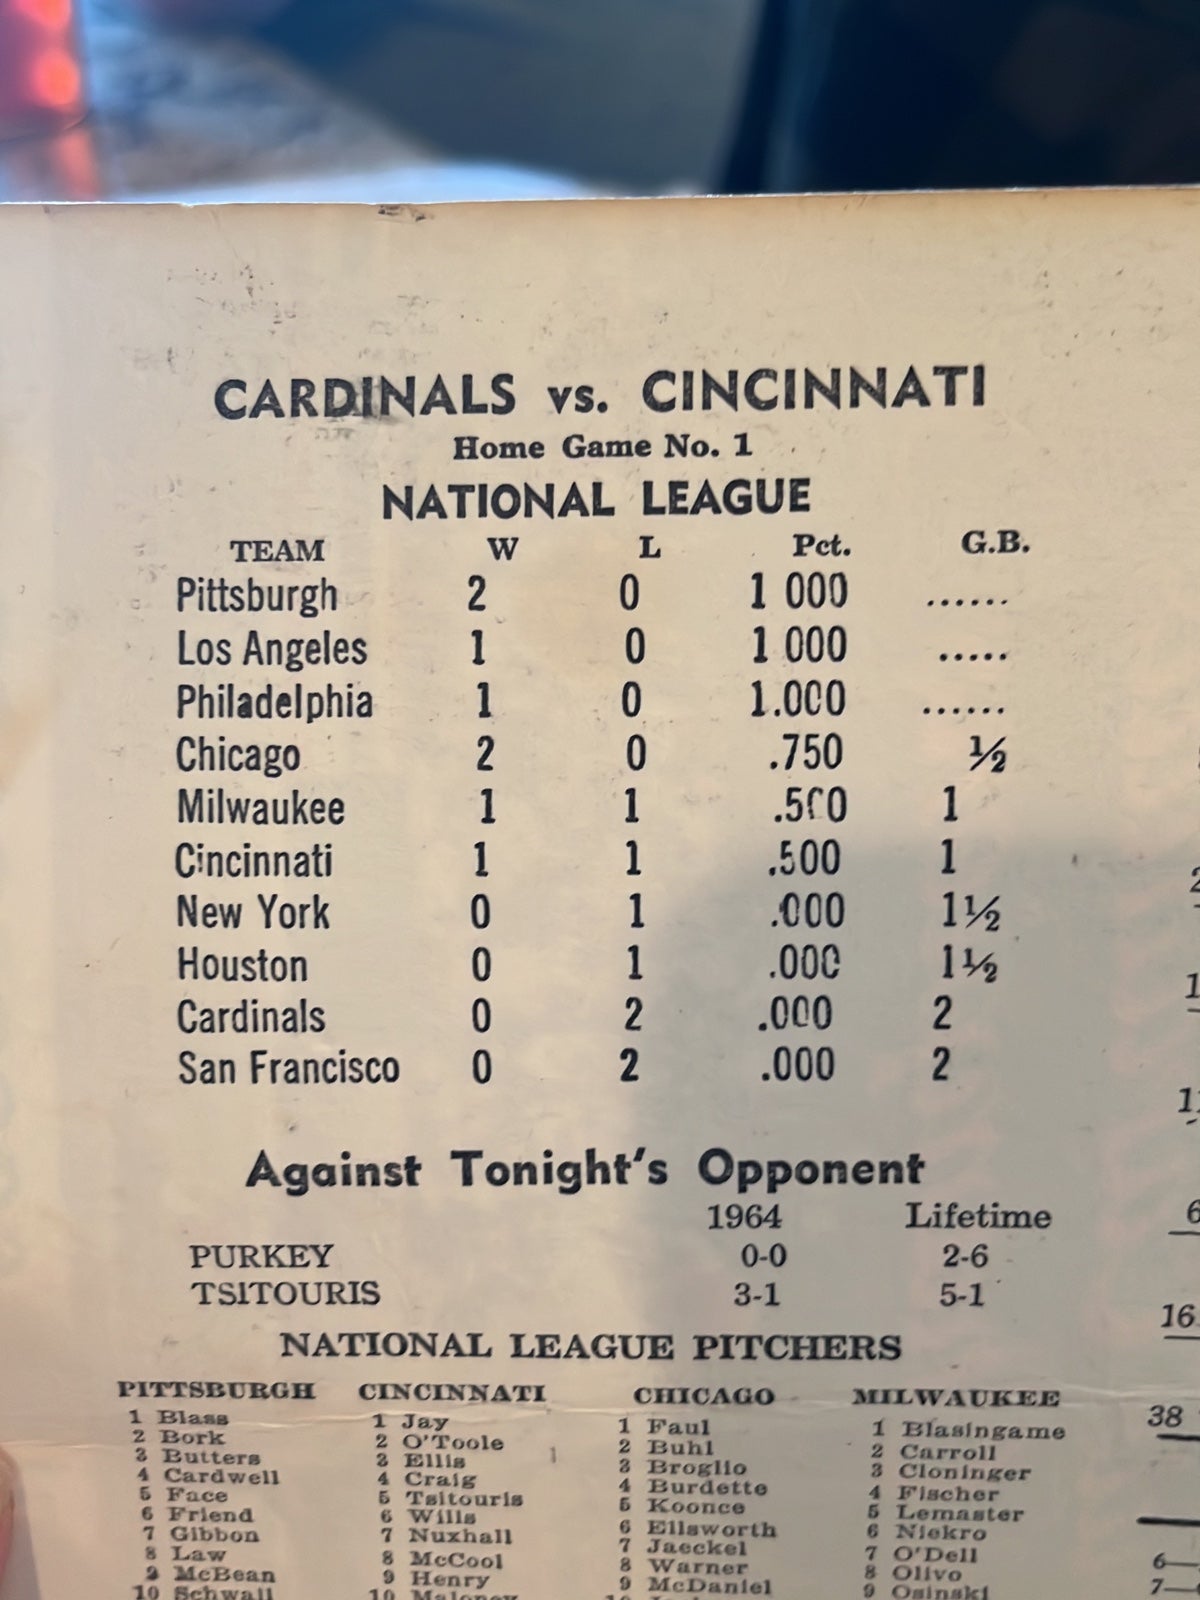 CARDINALS vs. CINCINNATI
Home Game No. 1
NATIONAL LEAGUE
TEAM W L Pct. G.B.
Pittsburgh 2 0 1 000 ......
Los Angeles 1 0 1 000 .....
Philadelphia 1 0 1.000 ......
Chicago 2 0 .750 ½
Milwaukee 1 1 .500 1
Cincinnati 1 1 .500 1
New York 0 1 .000 1½
Houston 0 1 .000 1½
Cardinals 0 2 .000 2
San Francisco 0 2 .000 2
Against Tonight's Opponent
1964 Lifetime
PURKEY 0-0 2-6
TSITOURIS 3-1 5-1
NATIONAL LEAGUE PITCHERS
PITTSBURGH CINCINNATI CHICAGO MILWAUKEE
1 Blass 1 Jay 1 Faul 1 Blasingame
2 Bork 2 O'Toole 2 Buhl 2 Carroll
3 Butters 3 Ellis 3 Broglio 3 Cloninger
4 Cardwell 4 Craig 4 Burdette 4 Fischer
5 Face 5 Tsitouris 5 Koonce 5 Lemaster
6 Friend 6 Wills 6 Ellsworth 6 Niekro
7 Gibbon 7 Nuxhall 7 Jaeckel 7 O'Dell
8 Law 8 McCool 8 Warner 8 Olivo
9 McBean 9 Henry 9 McDaniel 9 Osinski
10 Schwall 10 Maloney
16
38
6
7